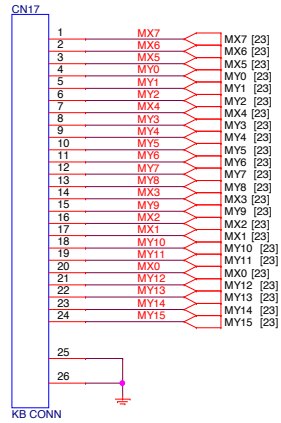 CN17
1 MX7 MX7 [23]
2 MX6 MX6 [23]
3 MX5 MX5 [23]
4 MY0 MY0 [23]
5 MY1 MY1 [23]
6 MY2 MY2 [23]
7 MX4 MX4 [23]
8 MY3 MY3 [23]
9 MY4 MY4 [23]
10 MY5 MY5 [23]
11 MY6 MY6 [23]
12 MY7 MY7 [23]
13 MY8 MY8 [23]
14 MX3 MX3 [23]
15 MY9 MY9 [23]
16 MX2 MX2 [23]
17 MX1 MX1 [23]
18 MY10 MY10 [23]
19 MY11 MY11 [23]
20 MX0 MX0 [23]
21 MY12 MY12 [23]
22 MY13 MY13 [23]
23 MY14 MY14 [23]
24 MY15 MY15 [23]
25
26
KB CONN